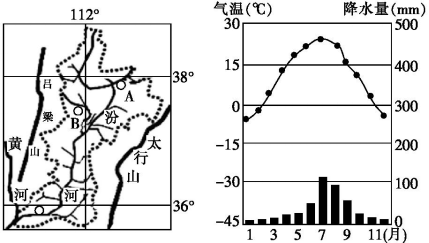 112°
38°
36°
吕
梁
山
黄
河
汾
河
太
行
山
A
B
气温(℃) 降水量(mm)
30 500
15 400
0 300
-15 200
-30 100
-45 0
1 3 5 7 9 11(月)